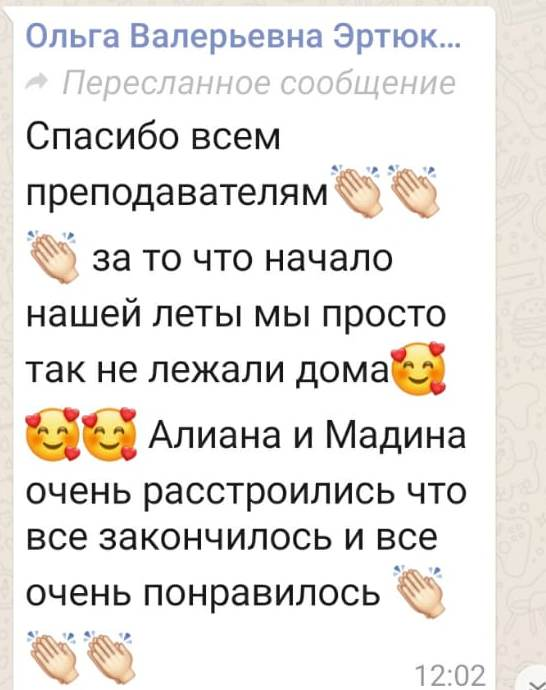 Ольга Валерьевна Эртюк...
Пересланное сообщение
Спасибо всем
преподавателям👏🏻👏🏻
👏🏻 за то что начало
нашей леты мы просто
так не лежали дома🥰
🥰🥰 Алиана и Мадина
очень расстроились что
все закончилось и все
очень понравилось 👏🏻
👏🏻👏🏻
12:02